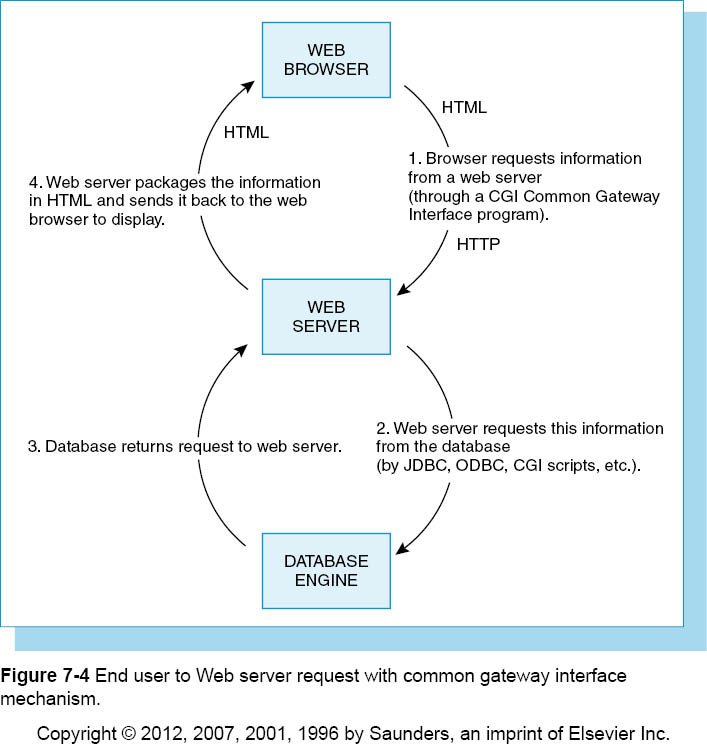 WEB
BROWSER
HTML
HTML
1. Browser requests information
from a web server
(through a CGI Common Gateway
Interface program).
4. Web server packages the information
in HTML and sends it back to the web
browser to display.
HTTP
WEB
SERVER
2. Web server requests this information
from the database
(by JDBC, ODBC, CGI scripts, etc.).
3. Database returns request to web server.
DATABASE
ENGINE
Figure 7-4 End user to Web server request with common gateway interface
mechanism.
Copyright © 2012, 2007, 2001, 1996 by Saunders, an imprint of Elsevier Inc.